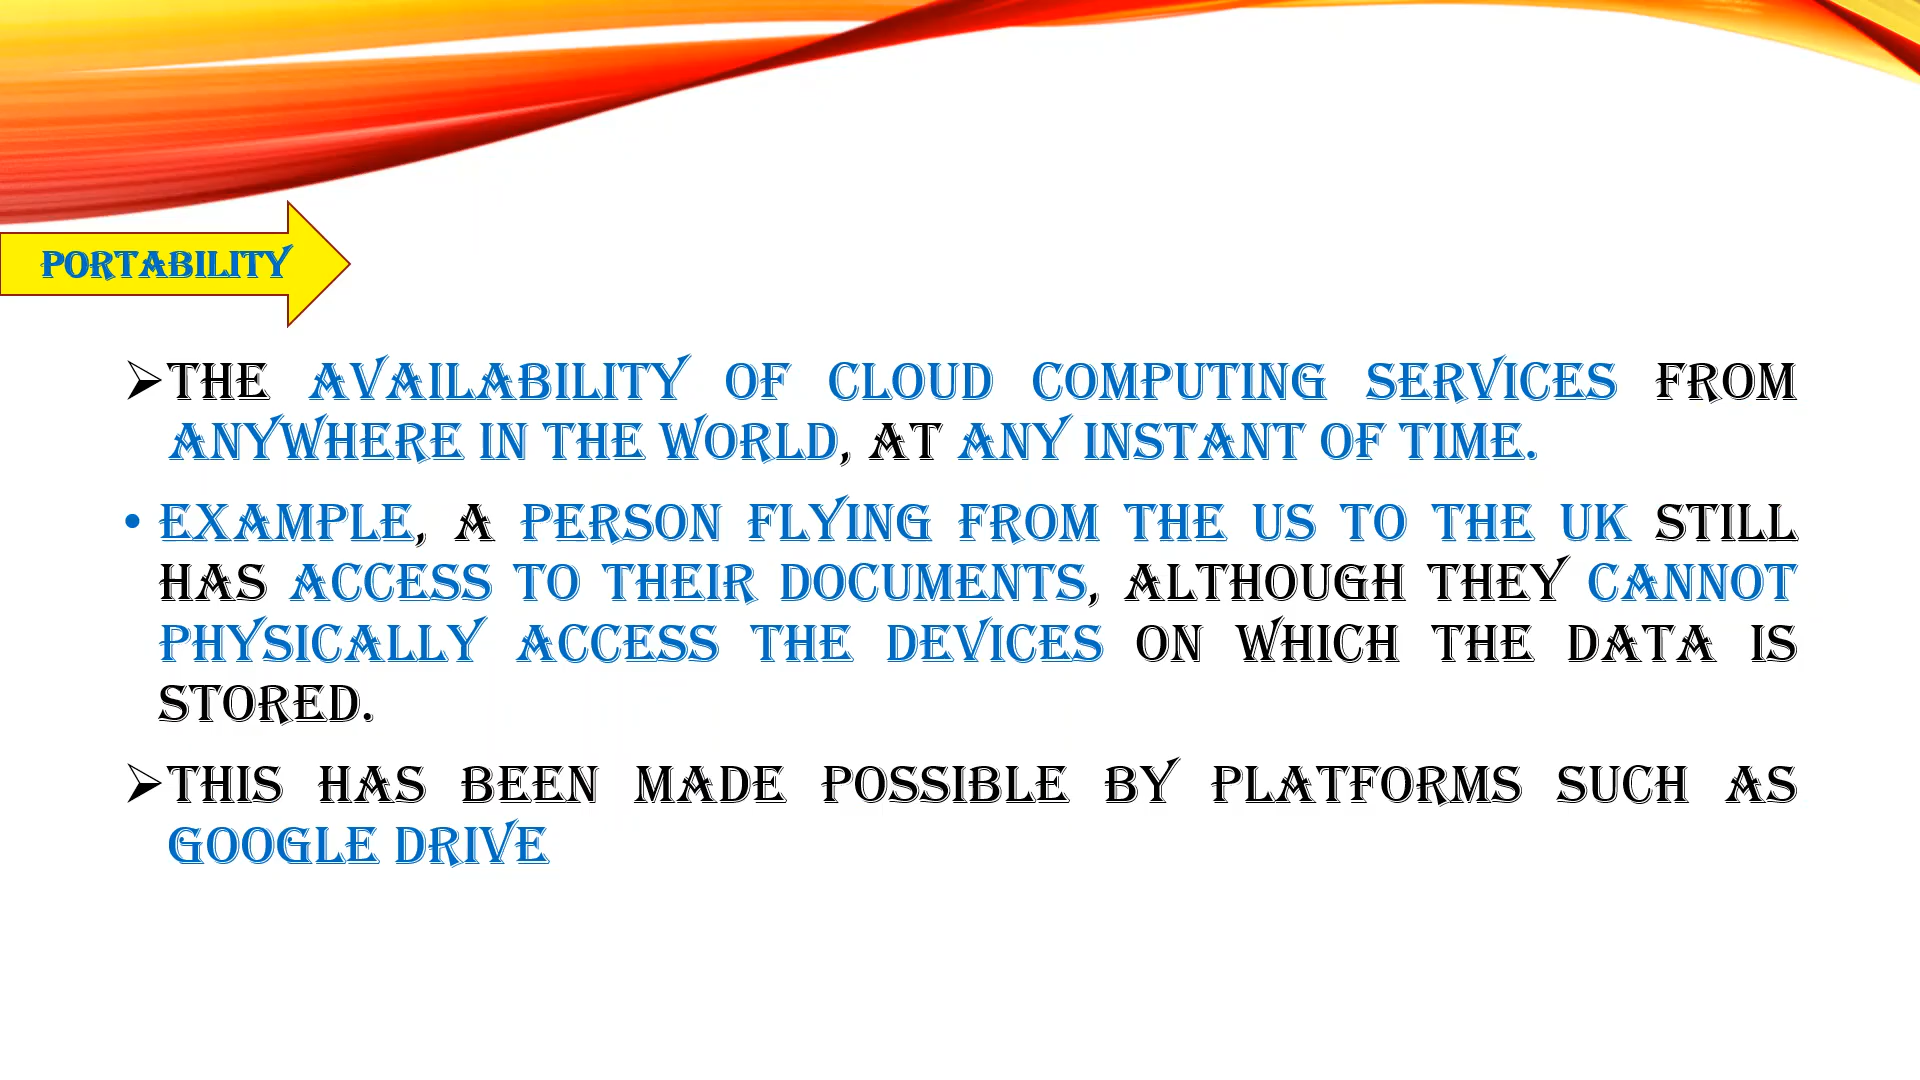 PORTABILITY
➢THE AVAILABILITY OF CLOUD COMPUTING SERVICES FROM
ANYWHERE IN THE WORLD, AT ANY INSTANT OF TIME.
• EXAMPLE, A PERSON FLYING FROM THE US TO THE UK STILL
HAS ACCESS TO THEIR DOCUMENTS, ALTHOUGH THEY CANNOT
PHYSICALLY ACCESS THE DEVICES ON WHICH THE DATA IS
STORED.
➢THIS HAS BEEN MADE POSSIBLE BY PLATFORMS SUCH AS
GOOGLE DRIVE